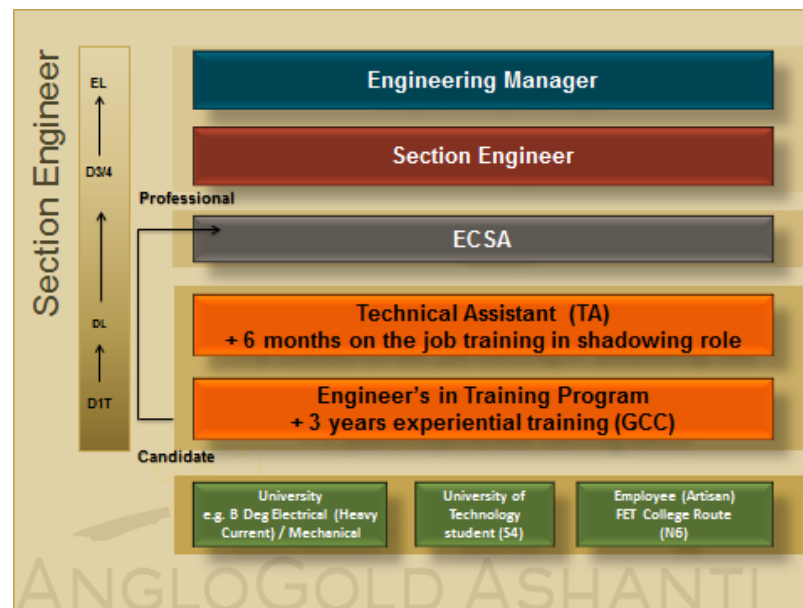 Section Engineer
EL
D3/4
DL
D1T
Engineering Manager
Section Engineer
Professional
ECSA
Technical Assistant (TA)
+ 6 months on the job training in shadowing role
Engineer's in Training Program
+ 3 years experiential training (GCC)
Candidate
University
e.g. B Deg Electrical (Heavy
Current) / Mechanical
University of
Technology
student (S4)
Employee (Artisan)
FET College Route
(N6)
ANGLOGOLD ASHANTI